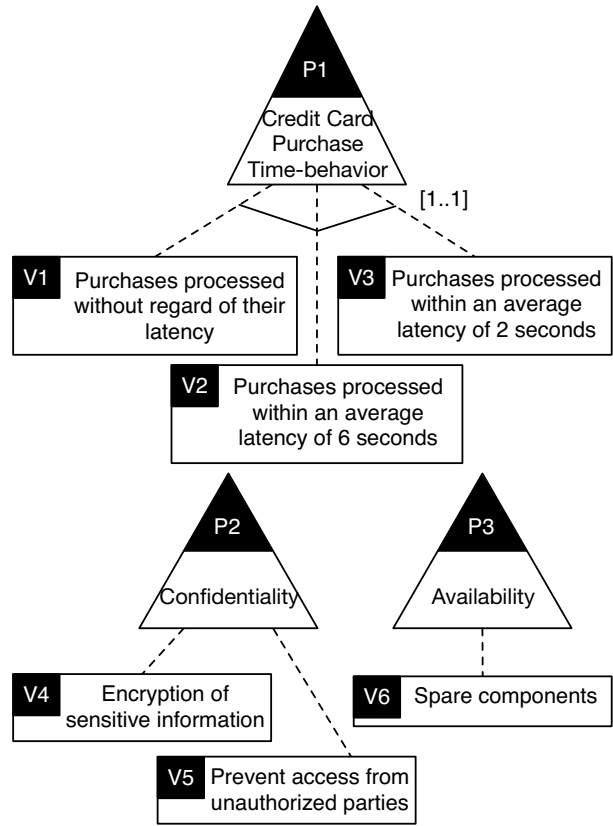 P1
Credit Card
Purchase
Time-behavior
[1..1]
V1
Purchases processed
without regard of their
latency
V3
Purchases processed
within an average
latency of 2 seconds
V2
Purchases processed
within an average
latency of 6 seconds
P2
Confidentiality
P3
Availability
V4
Encryption of
sensitive information
V6
Spare components
V5
Prevent access from
unauthorized parties